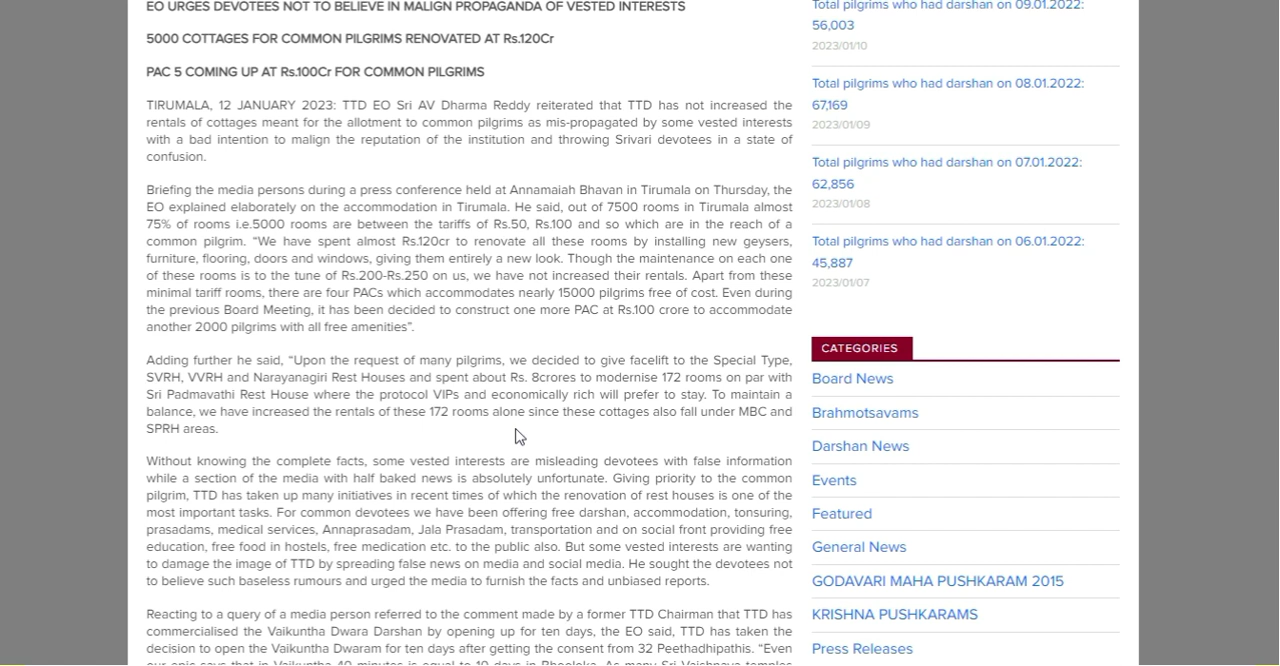 EO URGES DEVOTEES NOT TO BELIEVE IN MALIGN PROPAGANDA OF VESTED INTERESTS
5000 COTTAGES FOR COMMON PILGRIMS RENOVATED AT Rs.120Cr
PAC 5 COMING UP AT Rs.100Cr FOR COMMON PILGRIMS
TIRUMALA, 12 JANUARY 2023: TTD EO Sri AV Dharma Reddy reiterated that TTD has not increased the
rentals of cottages meant for the allotment to common pilgrims as mis-propagated by some vested interests
with a bad intention to malign the reputation of the institution and throwing Srivari devotees in a state of
confusion.
Briefing the media persons during a press conference held at Annamaiah Bhavan in Tirumala on Thursday, the
EO explained elaborately on the accommodation in Tirumala. He said, out of 7500 rooms in Tirumala almost
75% of rooms i.e.5000 rooms are between the tariffs of Rs.50, Rs.100 and so which are in the reach of a
common pilgrim. “We have spent almost Rs.120cr to renovate all these rooms by installing new geysers,
furniture, flooring, doors and windows, giving them entirely a new look. Though the maintenance on each one
of these rooms is to the tune of Rs.200-Rs.250 on us, we have not increased their rentals. Apart from these
minimal tariff rooms, there are four PACs which accommodates nearly 15000 pilgrims free of cost. Even during
the previous Board Meeting, it has been decided to construct one more PAC at Rs.100 crore to accommodate
another 2000 pilgrims with all free amenities”.
Adding further he said, “Upon the request of many pilgrims, we decided to give facelift to the Special Type,
SVRH, VVRH and Narayanagiri Rest Houses and spent about Rs. 8crores to modernise 172 rooms on par with
Sri Padmavathi Rest House where the protocol VIPs and economically rich will prefer to stay. To maintain a
balance, we have increased the rentals of these 172 rooms alone since these cottages also fall under MBC and
SPRH areas.
Without knowing the complete facts, some vested interests are misleading devotees with false information
while a section of the media with half baked news is absolutely unfortunate. Giving priority to the common
pilgrim, TTD has taken up many initiatives in recent times of which the renovation of rest houses is one of the
most important tasks. For common devotees we have been offering free darshan, accommodation, tonsuring,
prasadams, medical services, Annaprasadam, Jala Prasadam, transportation and on social front providing free
education, free food in hostels, free medication etc. to the public also. But some vested interests are wanting
to damage the image of TTD by spreading false news on media and social media. He sought the devotees not
to believe such baseless rumours and urged the media to furnish the facts and unbiased reports.
Reacting to a query of a media person referred to the comment made by a former TTD Chairman that TTD has
commercialised the Vaikuntha Dwara Darshan by opening up for ten days, the EO said, TTD has taken the
decision to open the Vaikuntha Dwaram for ten days after getting the consent from 32 Peethadhipathis. “Even
our epic says that in Vaikuntha 40 minutes is equal to 10 days in Bhooloka. As many Sri Vaishnava temples
Total pilgrims who had darshan on 09.01.2022:
56,003
2023/01/10
Total pilgrims who had darshan on 08.01.2022:
67,169
2023/01/09
Total pilgrims who had darshan on 07.01.2022:
62,856
2023/01/08
Total pilgrims who had darshan on 06.01.2022:
45,887
2023/01/07
CATEGORIES
Board News
Brahmotsavams
Darshan News
Events
Featured
General News
GODAVARI MAHA PUSHKARAM 2015
KRISHNA PUSHKARAMS
Press Releases